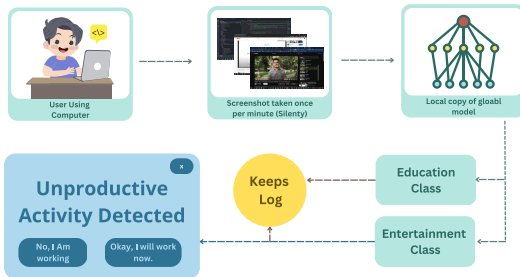 </>
User Using
Computer
Screenshot taken once
per minute (Silenty)
Local copy of gloabl
model
Education
Class
Entertainment
Class
Keeps
Log
x
Unproductive
Activity Detected
No, I Am
working
Okay, I will work
now.